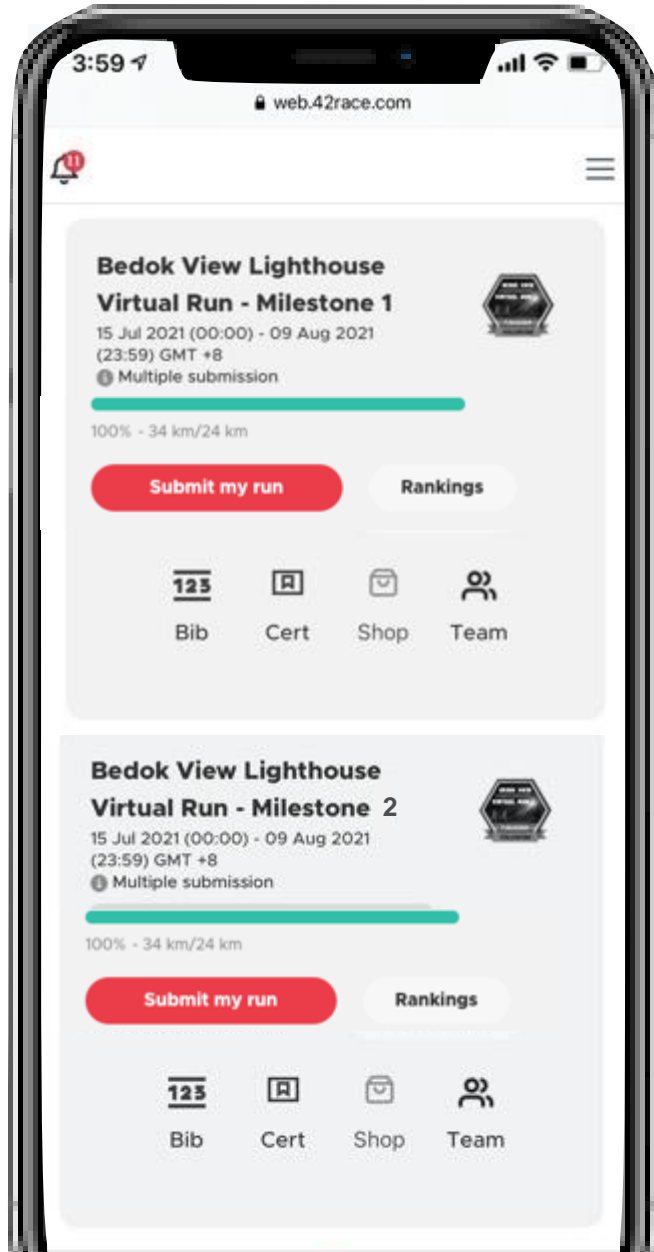 3:59
web.42race.com
11
Bedok View Lighthouse
Virtual Run - Milestone 1
15 Jul 2021 (00:00) - 09 Aug 2021
(23:59) GMT +8
Multiple submission
100% - 34 km/24 km
Submit my run
Rankings
123
Bib
Cert
Shop
Team
Bedok View Lighthouse
Virtual Run - Milestone 2
15 Jul 2021 (00:00) - 09 Aug 2021
(23:59) GMT +8
Multiple submission
100% - 34 km/24 km
Submit my run
Rankings
123
Bib
Cert
Shop
Team